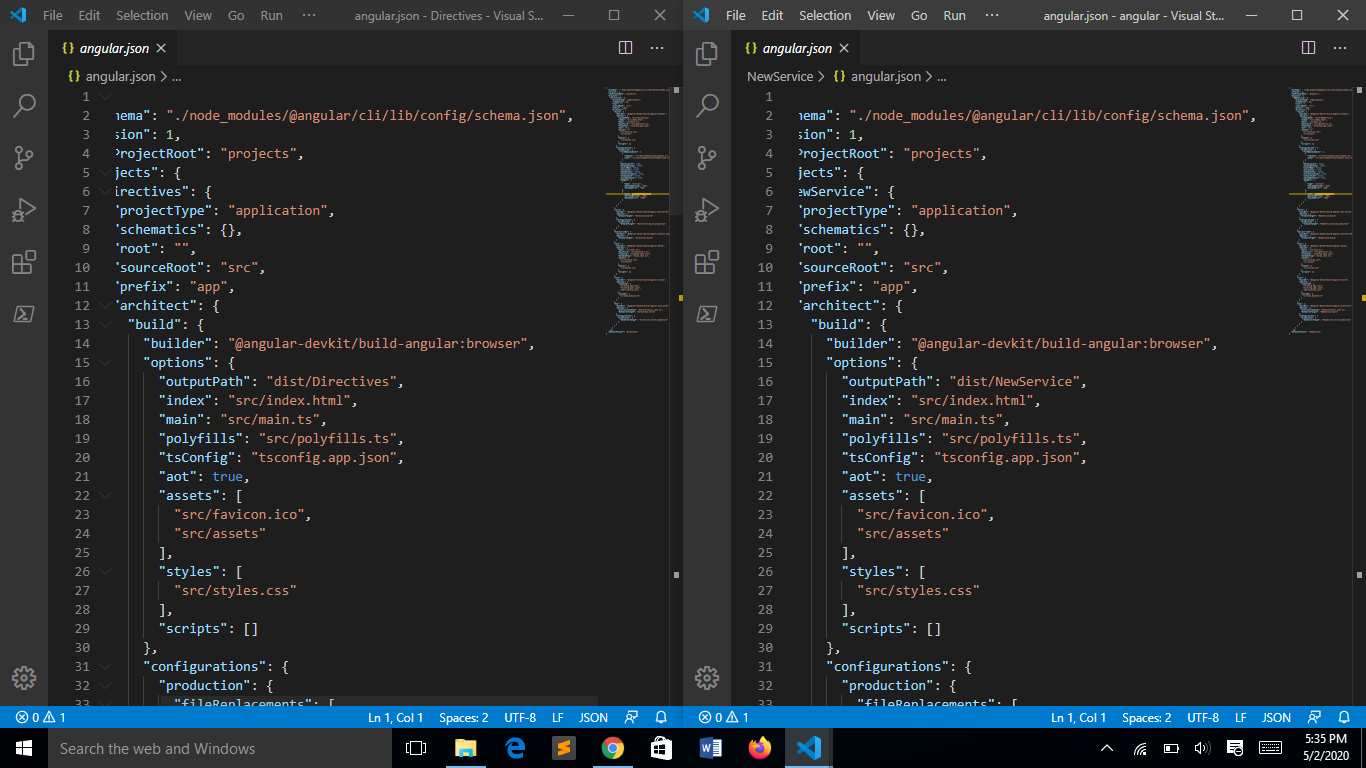 File Edit Selection View Go Run ··· angular.json - Directives - Visual S...
{} angular.json
{} angular.json > ...
1
2 hema": "./node_modules/@angular/cli/lib/config/schema.json",
3 sion": 1,
4 ProjectRoot": "projects",
5 jects": {
6 irectives": {
7 "projectType": "application",
8 "schematics": {},
9 "root": "",
10 "sourceRoot": "src",
11 "prefix": "app",
12 "architect": {
13 "build": {
14 "builder": "@angular-devkit/build-angular:browser",
15 "options": {
16 "outputPath": "dist/Directives",
17 "index": "src/index.html",
18 "main": "src/main.ts",
19 "polyfills": "src/polyfills.ts",
20 "tsConfig": "tsconfig.app.json",
21 "aot": true,
22 "assets": [
23 "src/favicon.ico",
24 "src/assets"
25 ],
26 "styles": [
27 "src/styles.css"
28 ],
29 "scripts": []
30 },
31 "configurations": {
32 "production": {
33 "fileReplacements": [
0 1 Ln 1, Col 1 Spaces: 2 UTF-8 LF JSON
File Edit Selection View Go Run ··· angular.json - angular - Visual St...
{} angular.json
NewService > {} angular.json > ...
1
2 hema": "./node_modules/@angular/cli/lib/config/schema.json",
3 sion": 1,
4 ProjectRoot": "projects",
5 jects": {
6 ewService": {
7 "projectType": "application",
8 "schematics": {},
9 "root": "",
10 "sourceRoot": "src",
11 "prefix": "app",
12 "architect": {
13 "build": {
14 "builder": "@angular-devkit/build-angular:browser",
15 "options": {
16 "outputPath": "dist/NewService",
17 "index": "src/index.html",
18 "main": "src/main.ts",
19 "polyfills": "src/polyfills.ts",
20 "tsConfig": "tsconfig.app.json",
21 "aot": true,
22 "assets": [
23 "src/favicon.ico",
24 "src/assets"
25 ],
26 "styles": [
27 "src/styles.css"
28 ],
29 "scripts": []
30 },
31 "configurations": {
32 "production": {
33 "fileReplacements": [
0 1 Ln 1, Col 1 Spaces: 2 UTF-8 LF JSON
Search the web and Windows
5:35 PM
5/2/2020